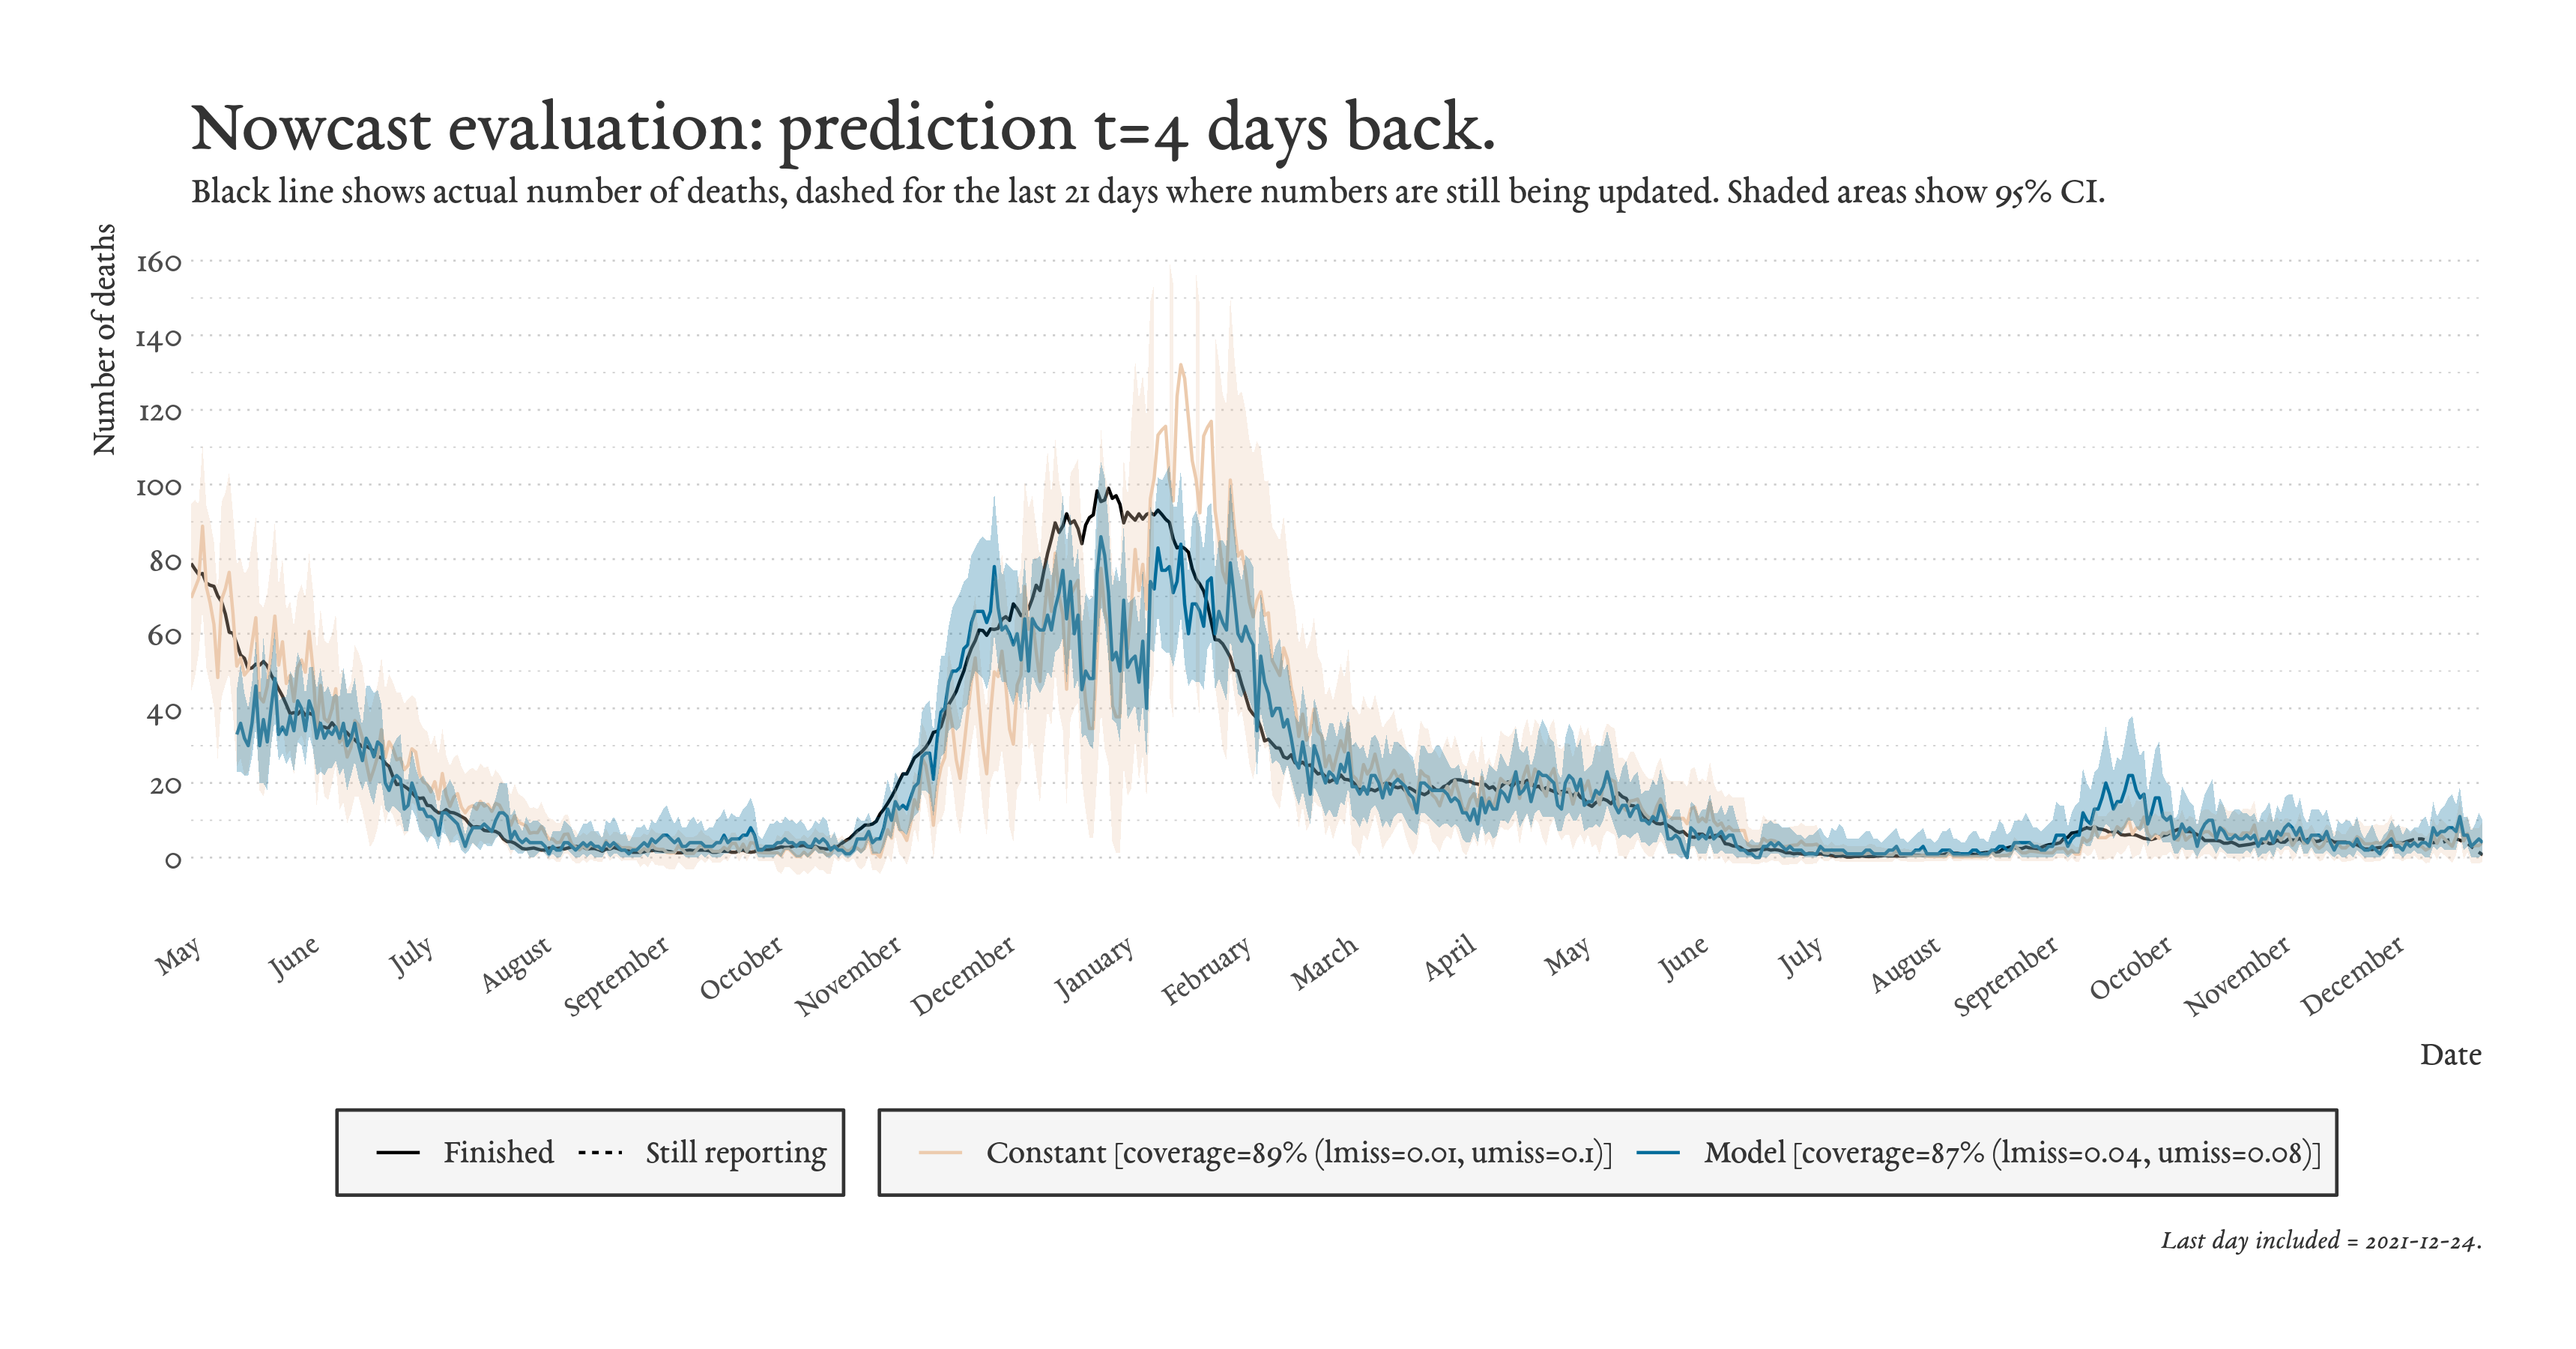 Nowcast evaluation: prediction t=4 days back.
Black line shows actual number of deaths, dashed for the last 21 days where numbers are still being updated. Shaded areas show 95% CI.
Number of deaths
160
140
120
100
80
60
40
20
0
May June July August September October November December January February March April May June July August September October November December
Date
Finished Still reporting Constant [coverage=89% (lmiss=0.01, umiss=0.1)] Model [coverage=87% (lmiss=0.04, umiss=0.08)]
Last day included = 2021-12-24.